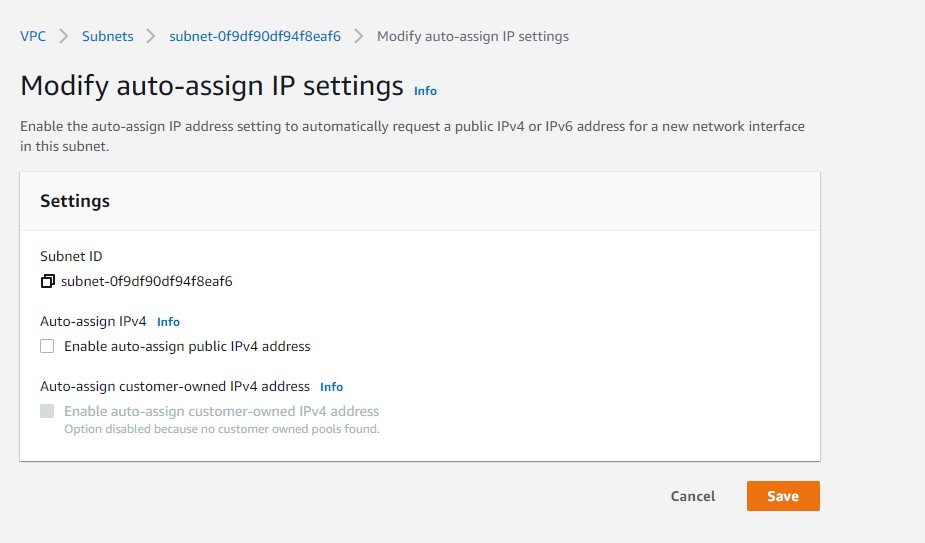 VPC > Subnets > subnet-0f9df90df94f8eaf6 > Modify auto-assign IP settings
Modify auto-assign IP settings Info
Enable the auto-assign IP address setting to automatically request a public IPv4 or IPv6 address for a new network interface
in this subnet.
Settings
Subnet ID
subnet-0f9df90df94f8eaf6
Auto-assign IPv4 Info
Enable auto-assign public IPv4 address
Auto-assign customer-owned IPv4 address Info
Enable auto-assign customer-owned IPv4 address
Option disabled because no customer owned pools found.
Cancel Save